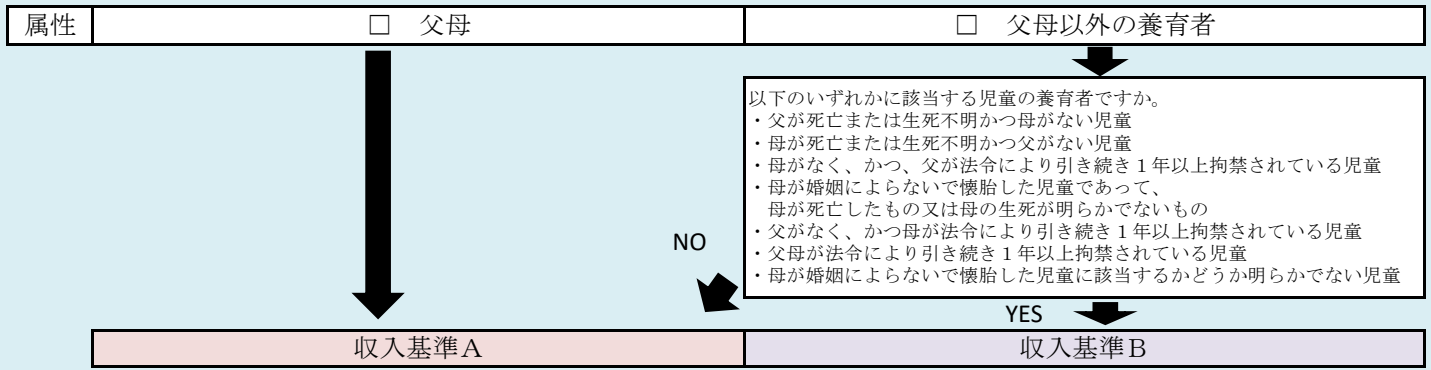 属性
□ 父母
□ 父母以外の養育者
以下のいずれかに該当する児童の養育者ですか。
・父が死亡または生死不明かつ母がない児童
・母が死亡または生死不明かつ父がない児童
・母がなく、かつ、父が法令により引き続き１年以上拘禁されている児童
・母が婚姻によらないで懐胎した児童であって、
母が死亡したもの又は母の生死が明らかでないもの
・父がなく、かつ母が法令により引き続き１年以上拘禁されている児童
・父母が法令により引き続き１年以上拘禁されている児童
・母が婚姻によらないで懐胎した児童に該当するかどうか明らかでない児童
NO
YES
収入基準Ａ
収入基準Ｂ